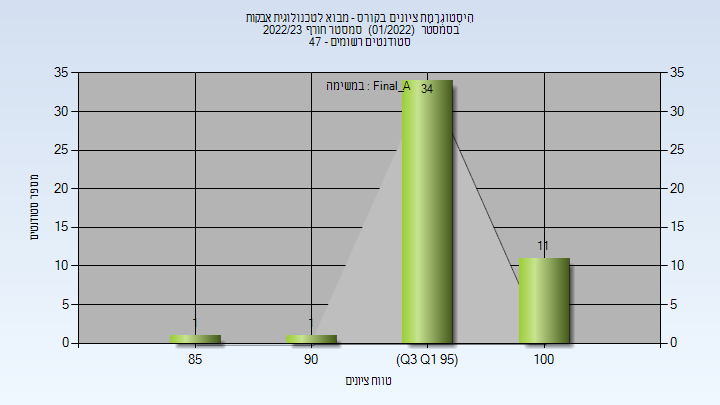 הִיסְטוֹגְרַמַּת ציונים בקורס - מבוא לטכנולוגית אבקות
בסמסטר (01/2022) סמסטר חורף 2022/23
סטודנטים רשומים - 47
במשימה : Final_A
מספר סטודנטים
35 35
30 30
25 25
20 20
15 15
10 10
5 5
0 0
1 1 34 11
85 90 (Q3 Q1 95) 100
טווח ציונים